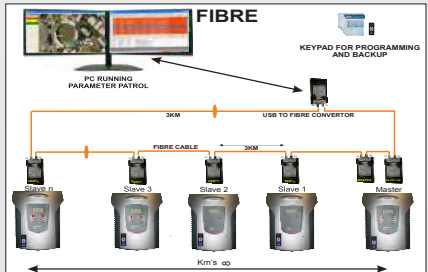 FIBRE
KEYPAD FOR PROGRAMMING
AND BACKUP
PC RUNNING
PARAMETER PATROL
3KM
USB TO FIBRE CONVERTOR
FIBRE CABLE
3KM
Slave n
Slave 3
Slave 2
Slave 1
Master
Km's ∞